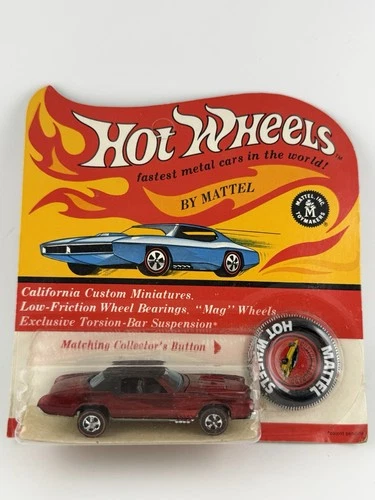 HOT WHEELS TM
fastest metal cars in the world!
BY MATTEL
MATTEL, INC.
M
TOYMAKERS
®
California Custom Miniatures,
Low-Friction Wheel Bearings, "Mag" Wheels
Exclusive Torsion-Bar Suspension*
Matching Collector's Button
HOT WHEELS
MATTEL